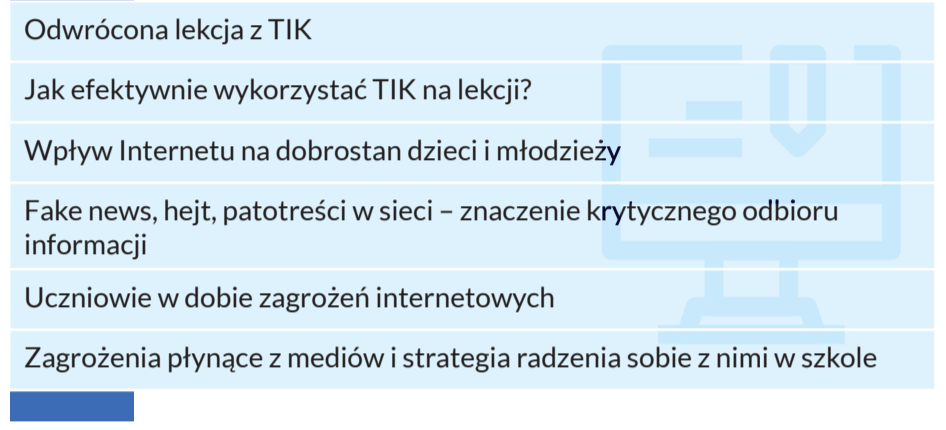 Odwrócona lekcja z TIK
Jak efektywnie wykorzystać TIK na lekcji?
Wpływ Internetu na dobrostan dzieci i młodzieży
Fake news, hejt, patotreści w sieci – znaczenie krytycznego odbioru
informacji
Uczniowie w dobie zagrożeń internetowych
Zagrożenia płynące z mediów i strategia radzenia sobie z nimi w szkole